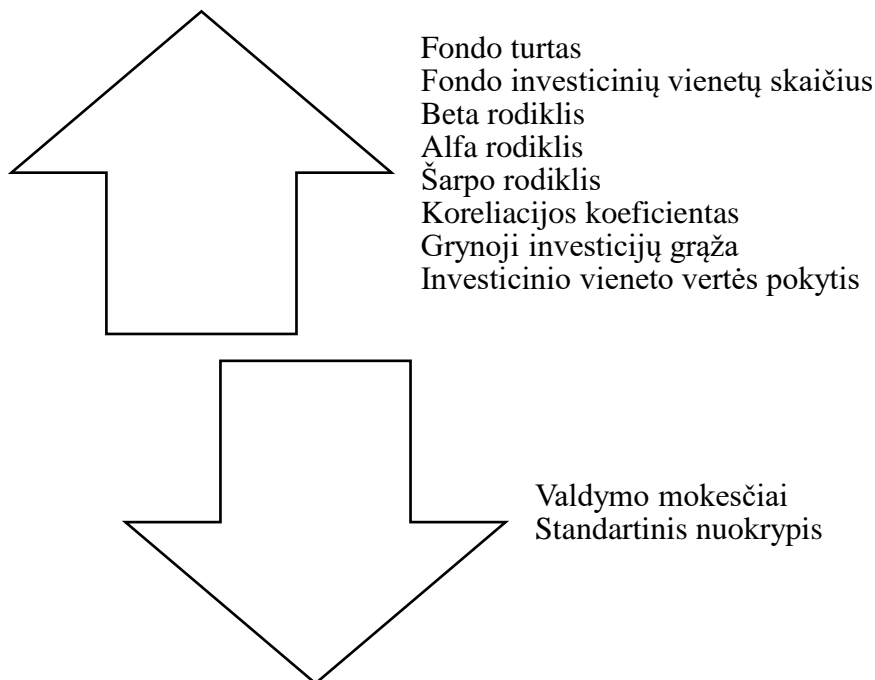 Fondo turtas
Fondo investicinių vienetų skaičius
Beta rodiklis
Alfa rodiklis
Šarpo rodiklis
Koreliacijos koeficientas
Grynoji investicijų grąža
Investicinio vieneto vertės pokytis
Valdymo mokesčiai
Standartinis nuokrypis